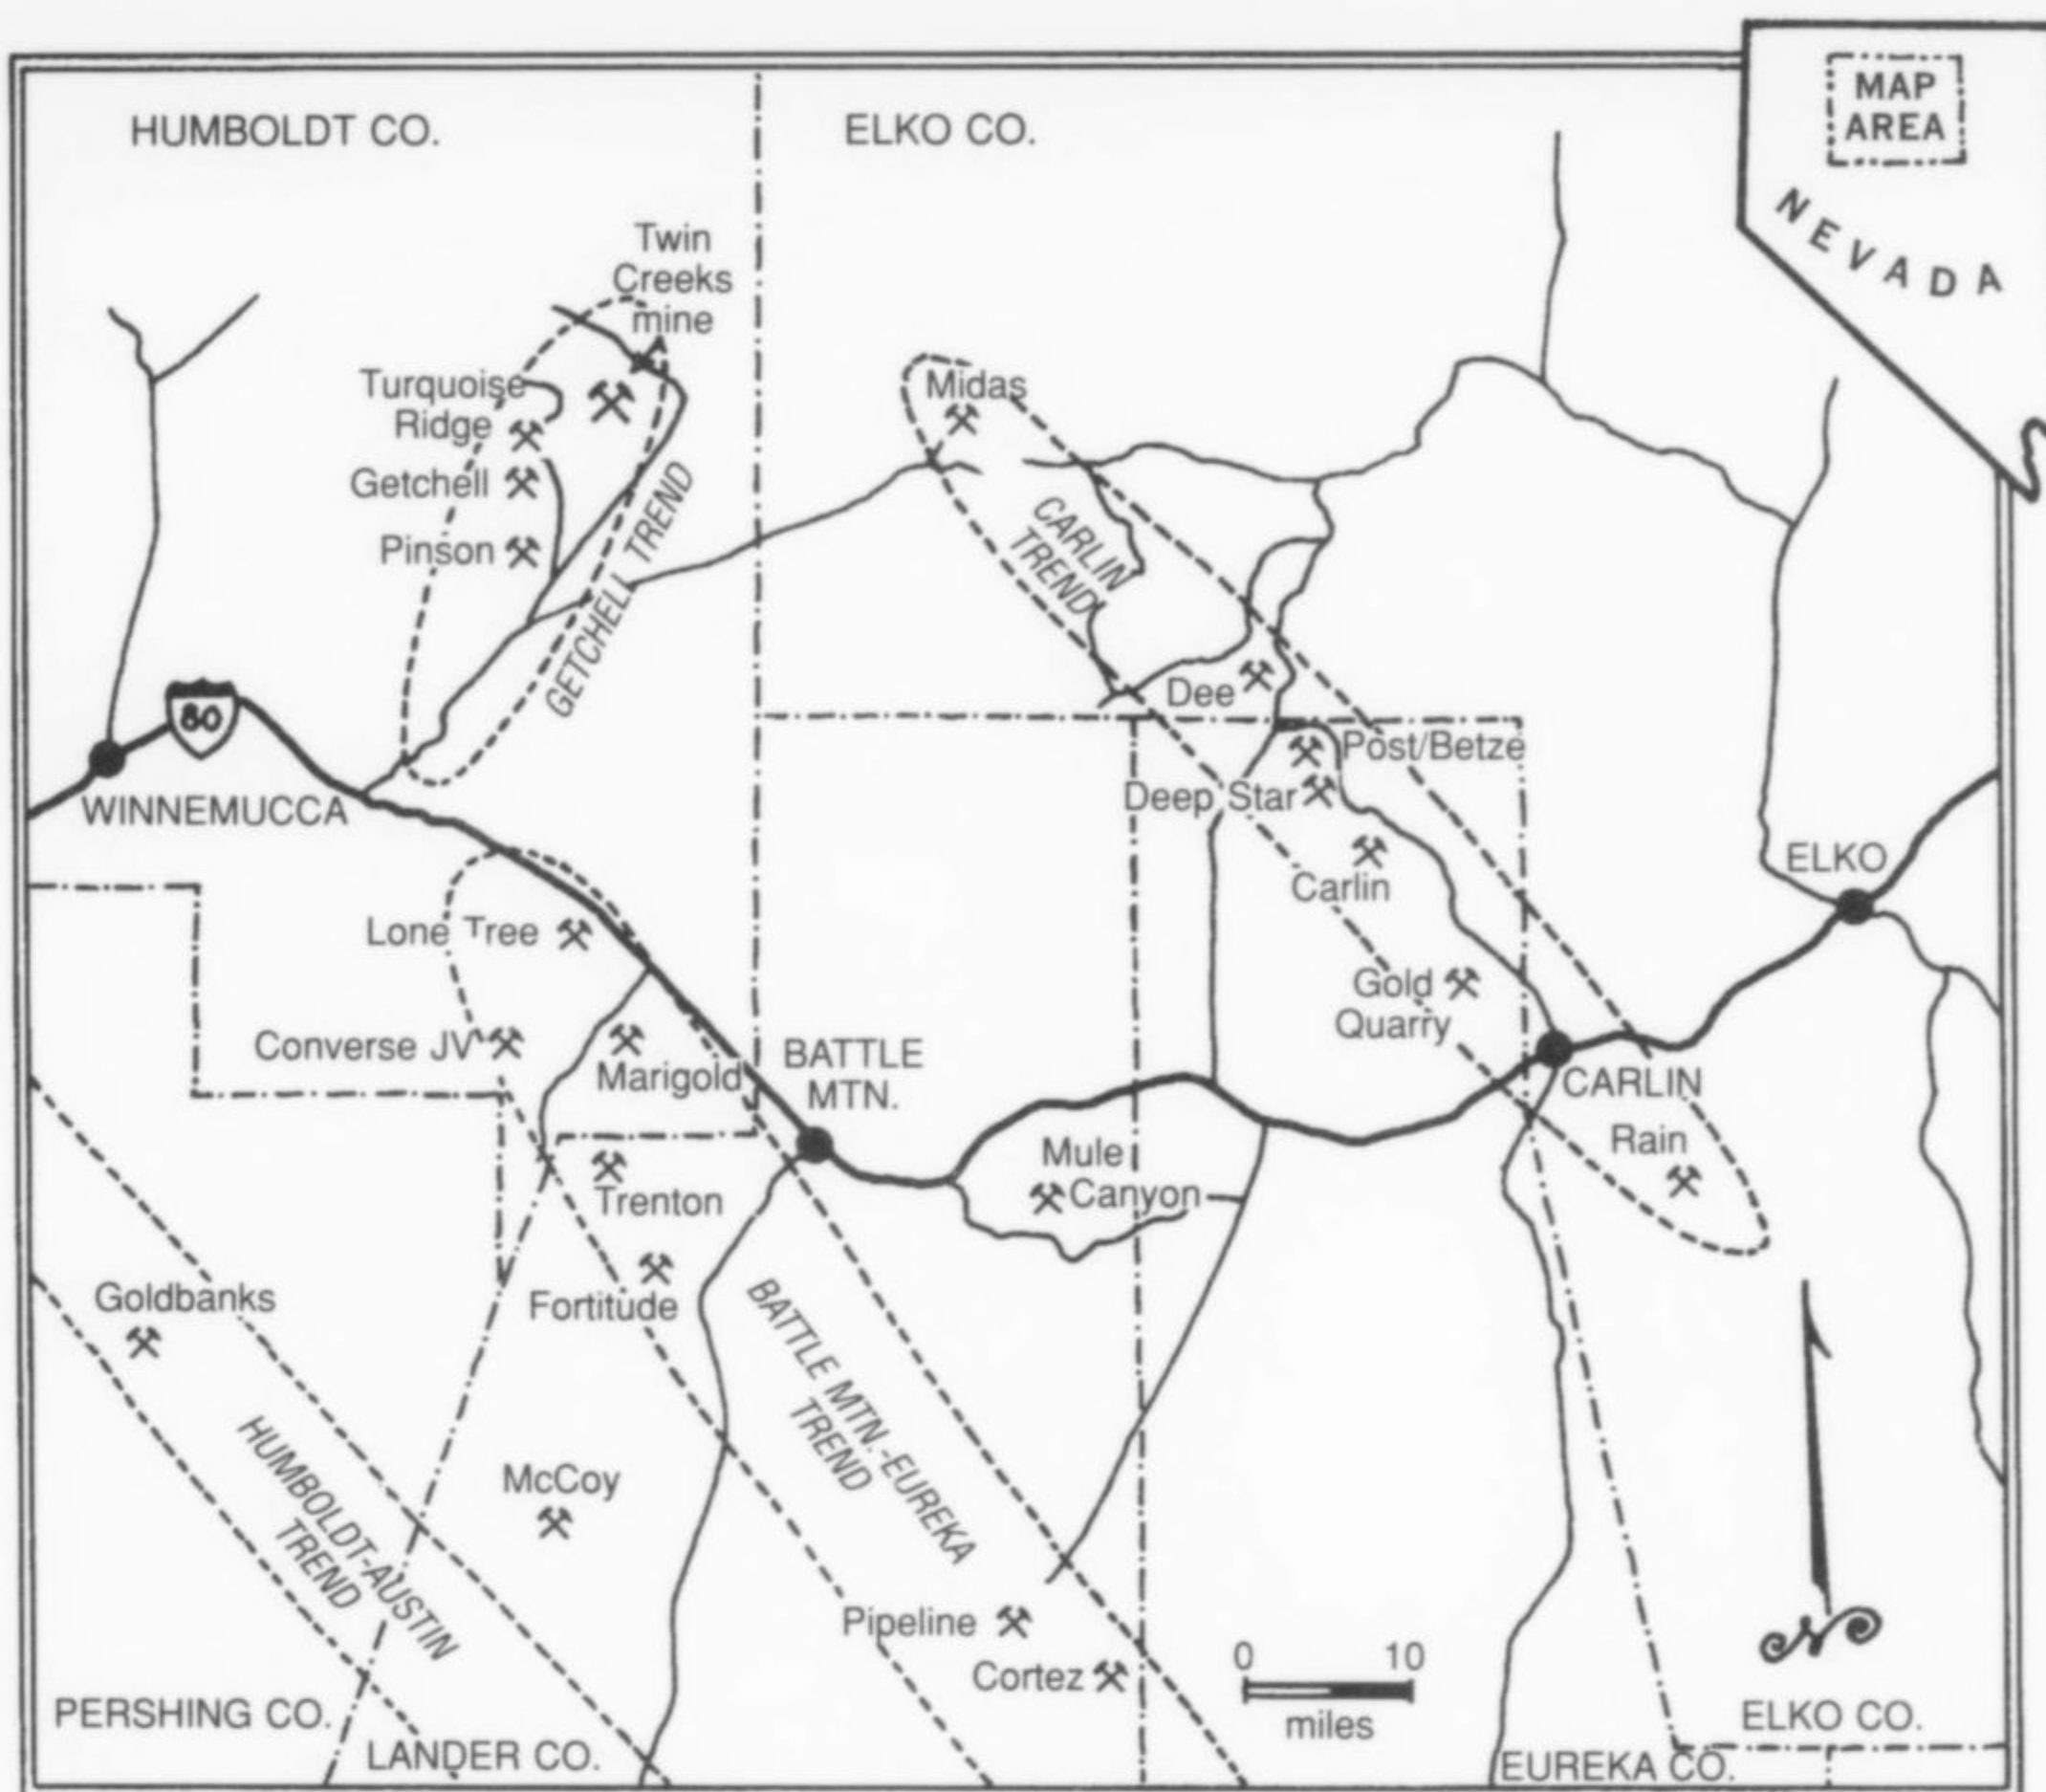 MAP
AREA
NEVADA
HUMBOLDT CO.
ELKO CO.
Twin
Creeks
mine
Turquoise
Ridge
Getchell
Pinson
GETCHELL TREND
Midas
CARLIN
TREND
Dee
Post/Betze
Deep Star
Carlin
Gold
Quarry
80
WINNEMUCCA
ELKO
Lone Tree
Converse JV
Marigold
BATTLE
MTN.
CARLIN
Rain
Mule
Canyon
Trenton
Fortitude
Goldbanks
BATTLE MTN.-EUREKA
TREND
HUMBOLDT-AUSTIN
TREND
McCoy
Pipeline
Cortez
0 10
miles
N
PERSHING CO.
LANDER CO.
EUREKA CO.
ELKO CO.